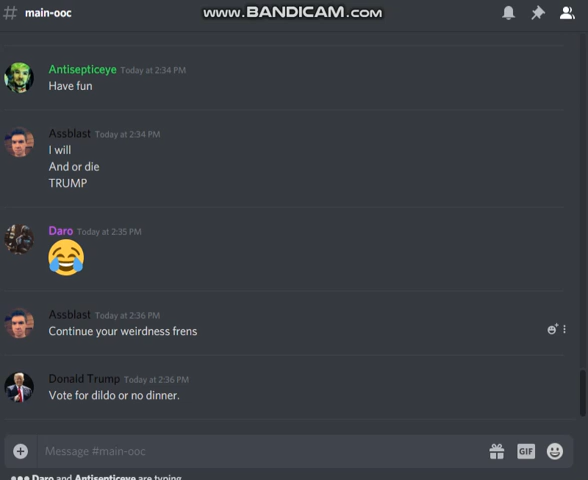 # main-ooc
www.BANDICAM.com
Antisepticeye Today at 2:34 PM
Have fun
Assblast Today at 2:34 PM
I will
And or die
TRUMP
Daro Today at 2:35 PM
Assblast Today at 2:36 PM
Continue your weirdness frens
Donald Trump Today at 2:36 PM
Vote for dildo or no dinner.
Message #main-ooc
GIF
Daro and Antisepticeye are typing